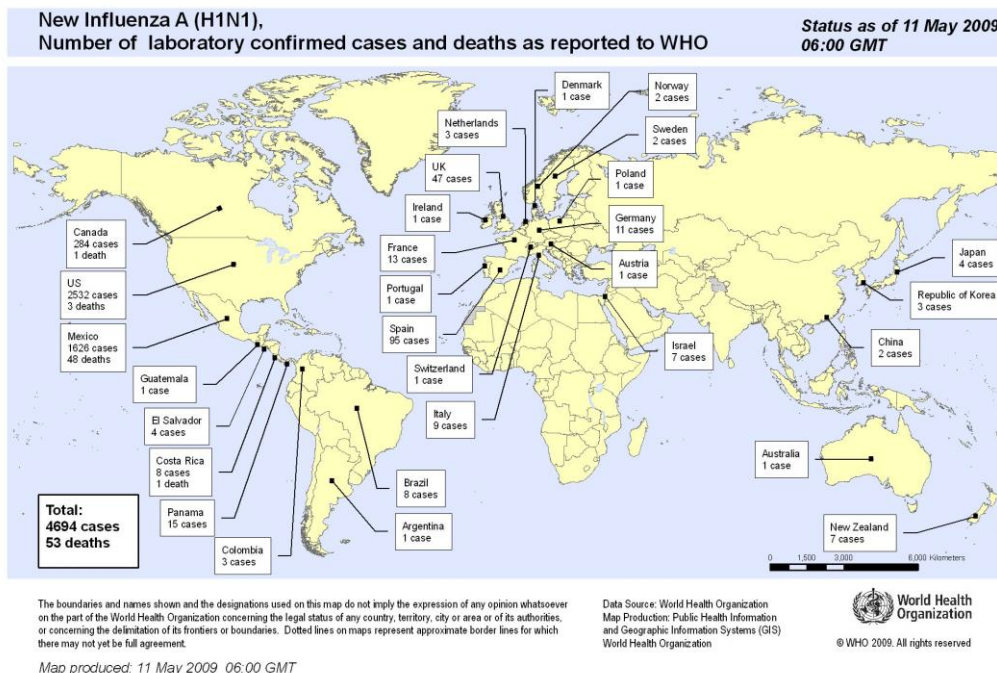 New Influenza A (H1N1),
Number of laboratory confirmed cases and deaths as reported to WHO
Status as of 11 May 2009
06:00 GMT
Denmark
1 case
Norway
2 cases
Netherlands
3 cases
Sweden
2 cases
UK
47 cases
Poland
1 case
Ireland
1 case
Germany
11 cases
Canada
284 cases
1 death
France
13 cases
Austria
1 case
Japan
4 cases
US
2532 cases
3 deaths
Portugal
1 case
Republic of Korea
3 cases
Mexico
1626 cases
48 deaths
Spain
95 cases
Israel
7 cases
China
2 cases
Guatemala
1 case
Switzerland
1 case
El Salvador
4 cases
Italy
9 cases
Costa Rica
8 cases
1 death
Australia
1 case
Brazil
8 cases
Panama
15 cases
Argentina
1 case
Colombia
3 cases
New Zealand
7 cases
Total:
4694 cases
53 deaths
0 1,500 3,000 6,000 Kilometers
The boundaries and names shown and the designations used on this map do not imply the expression of any opinion whatsoever
on the part of the World Health Organization concerning the legal status of any country, territory, city or area or of its authorities,
or concerning the delimitation of its frontiers or boundaries. Dotted lines on maps represent approximate border lines for which
there may not yet be full agreement.
Data Source: World Health Organization
Map Production: Public Health Information
and Geographic Information Systems (GIS)
World Health Organization
World Health
Organization
© WHO 2009. All rights reserved
Map produced: 11 May 2009 06:00 GMT